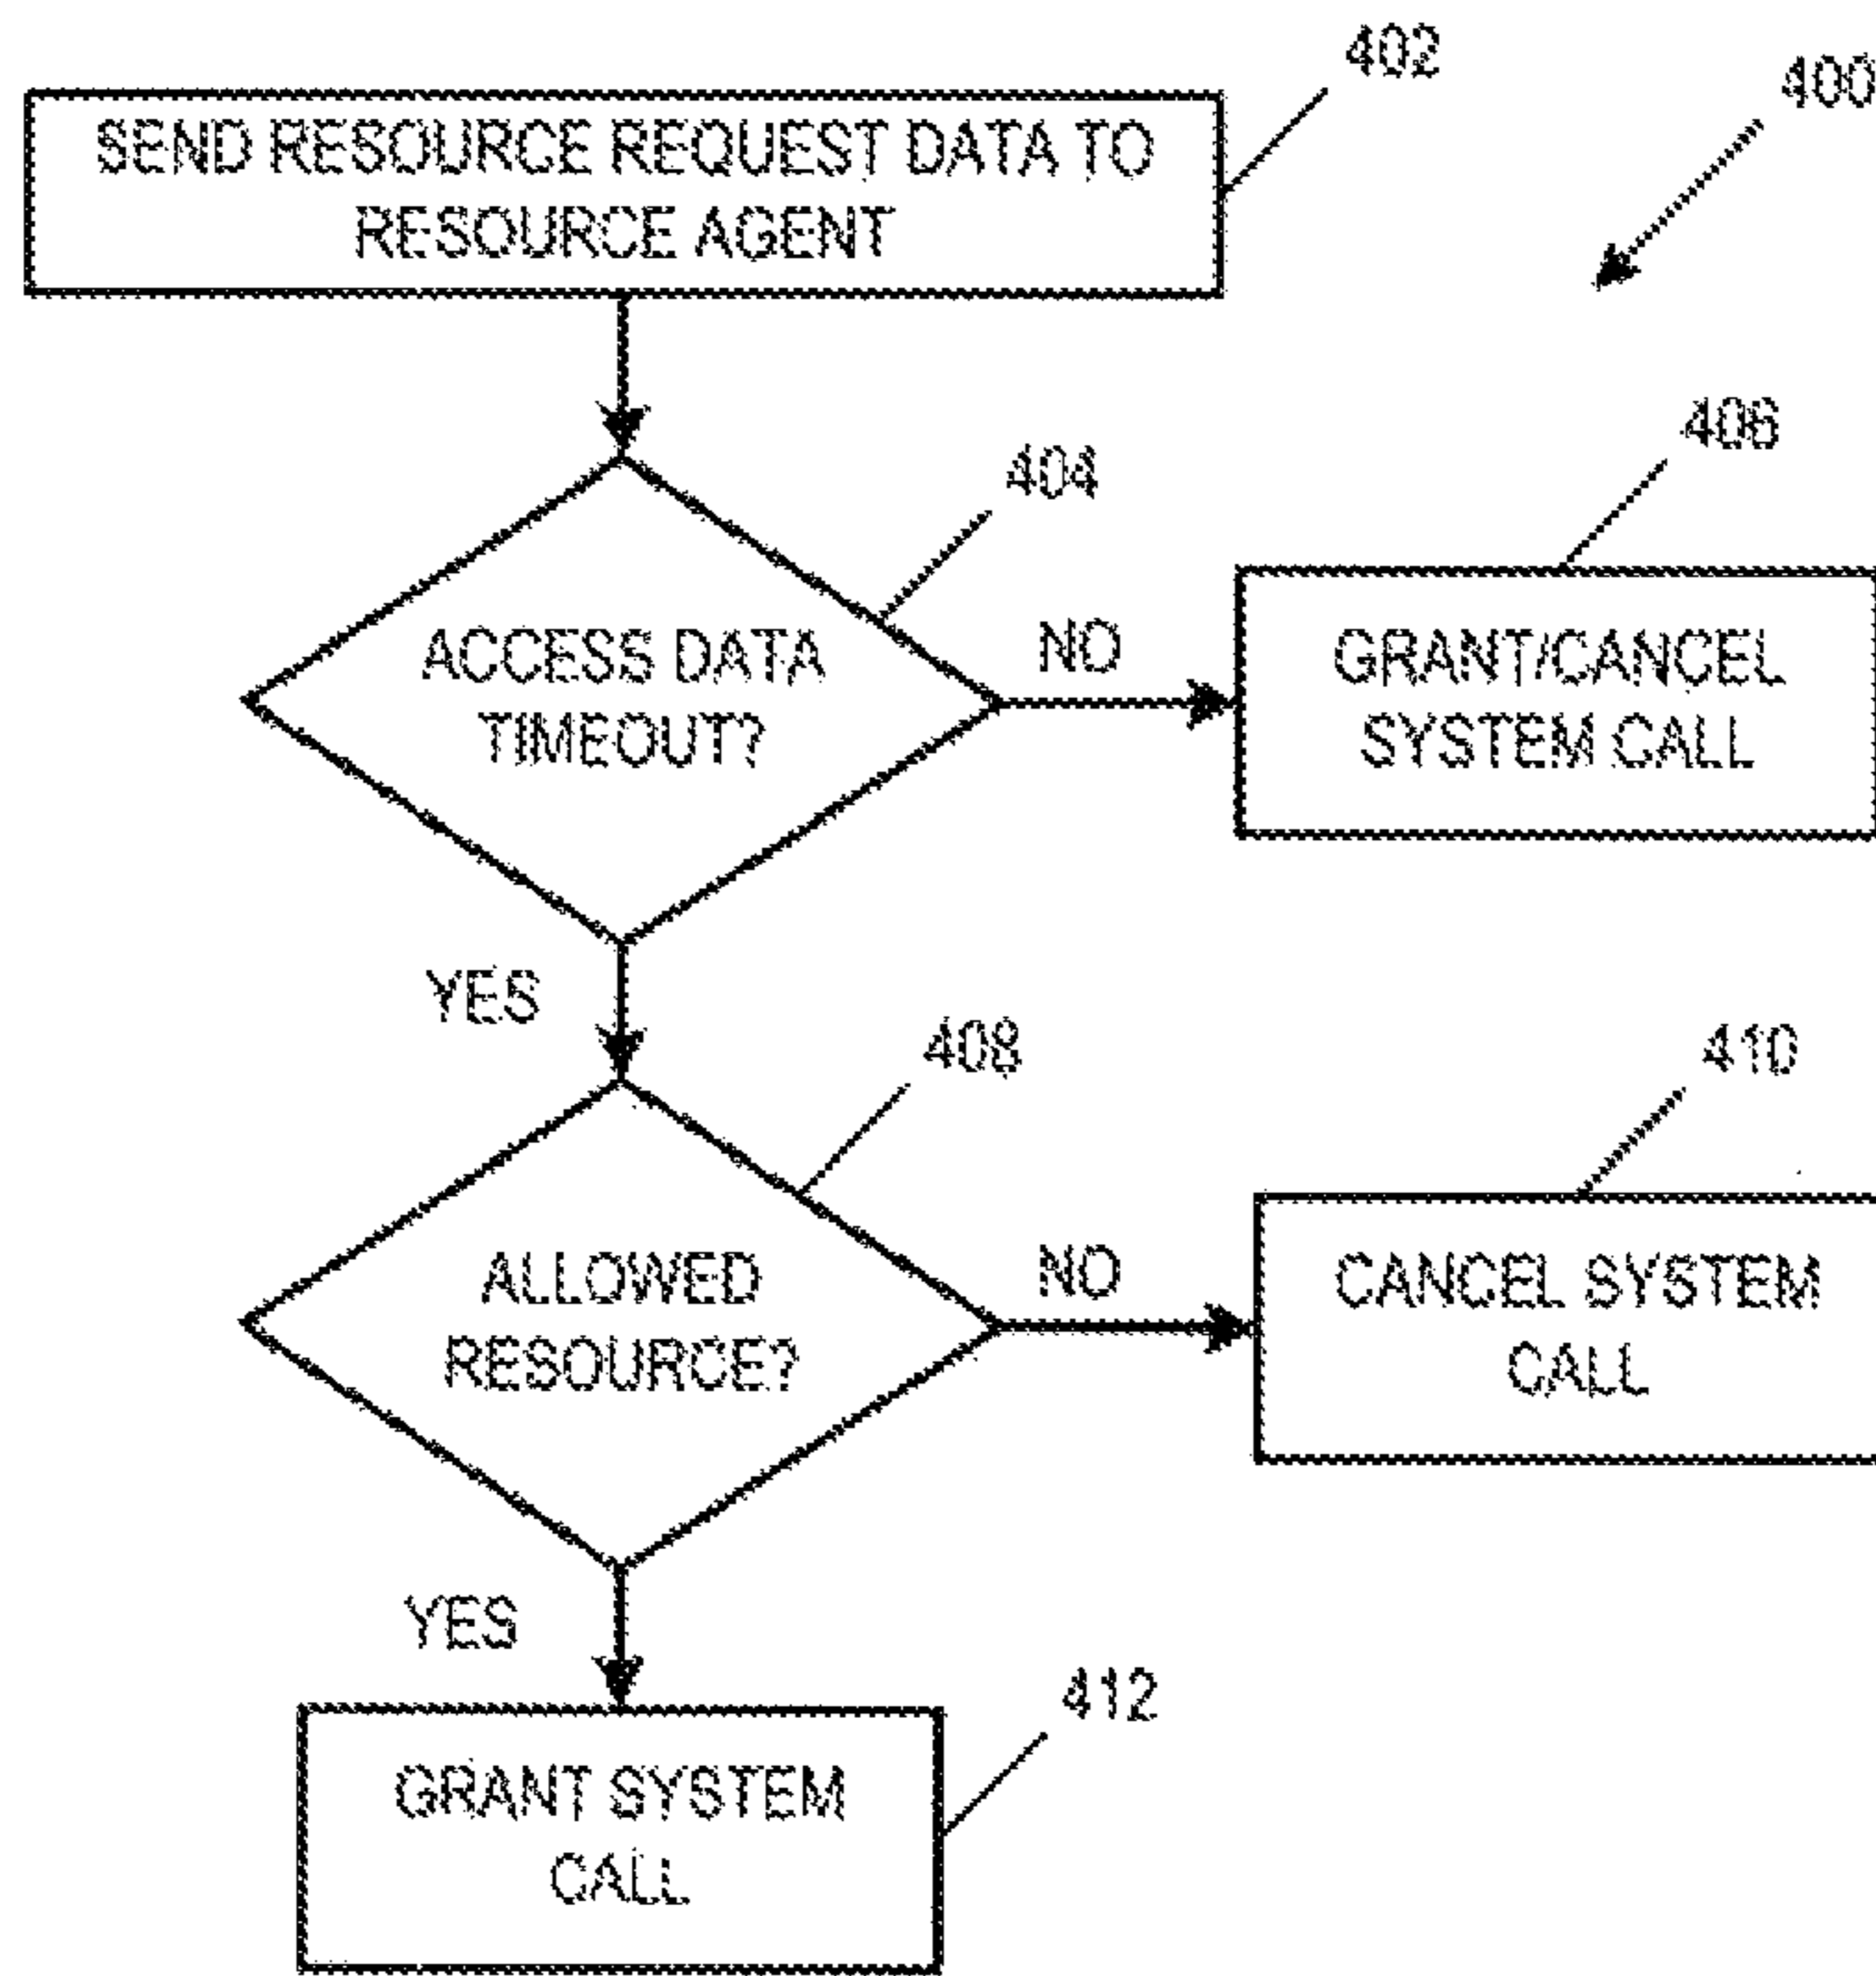 402
400
SEND RESOURCE REQUEST DATA TO
RESOURCE AGENT
404
406
ACCESS DATA
TIMEOUT?
NO
GRANT/CANCEL
SYSTEM CALL
YES
408
410
ALLOWED
RESOURCE?
NO
CANCEL SYSTEM
CALL
YES
412
GRANT SYSTEM
CALL